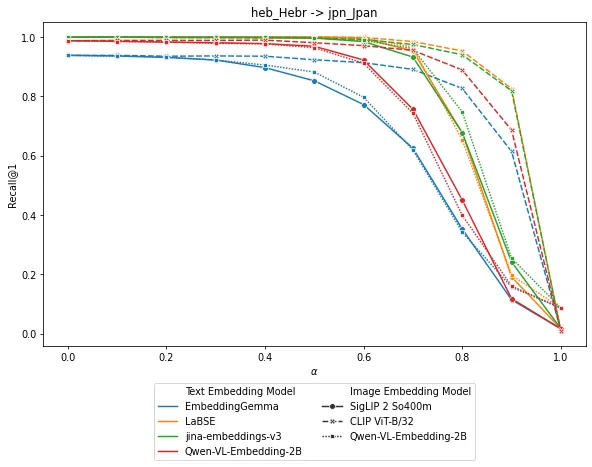 heb_Hebr -> jpn_Jpan
Recall@1
1.0
0.8
0.6
0.4
0.2
0.0
0.0 0.2 0.4 0.6 0.8 1.0
α
Text Embedding Model
EmbeddingGemma
LaBSE
jina-embeddings-v3
Qwen-VL-Embedding-2B
Image Embedding Model
SigLIP 2 So400m
CLIP ViT-B/32
Qwen-VL-Embedding-2B